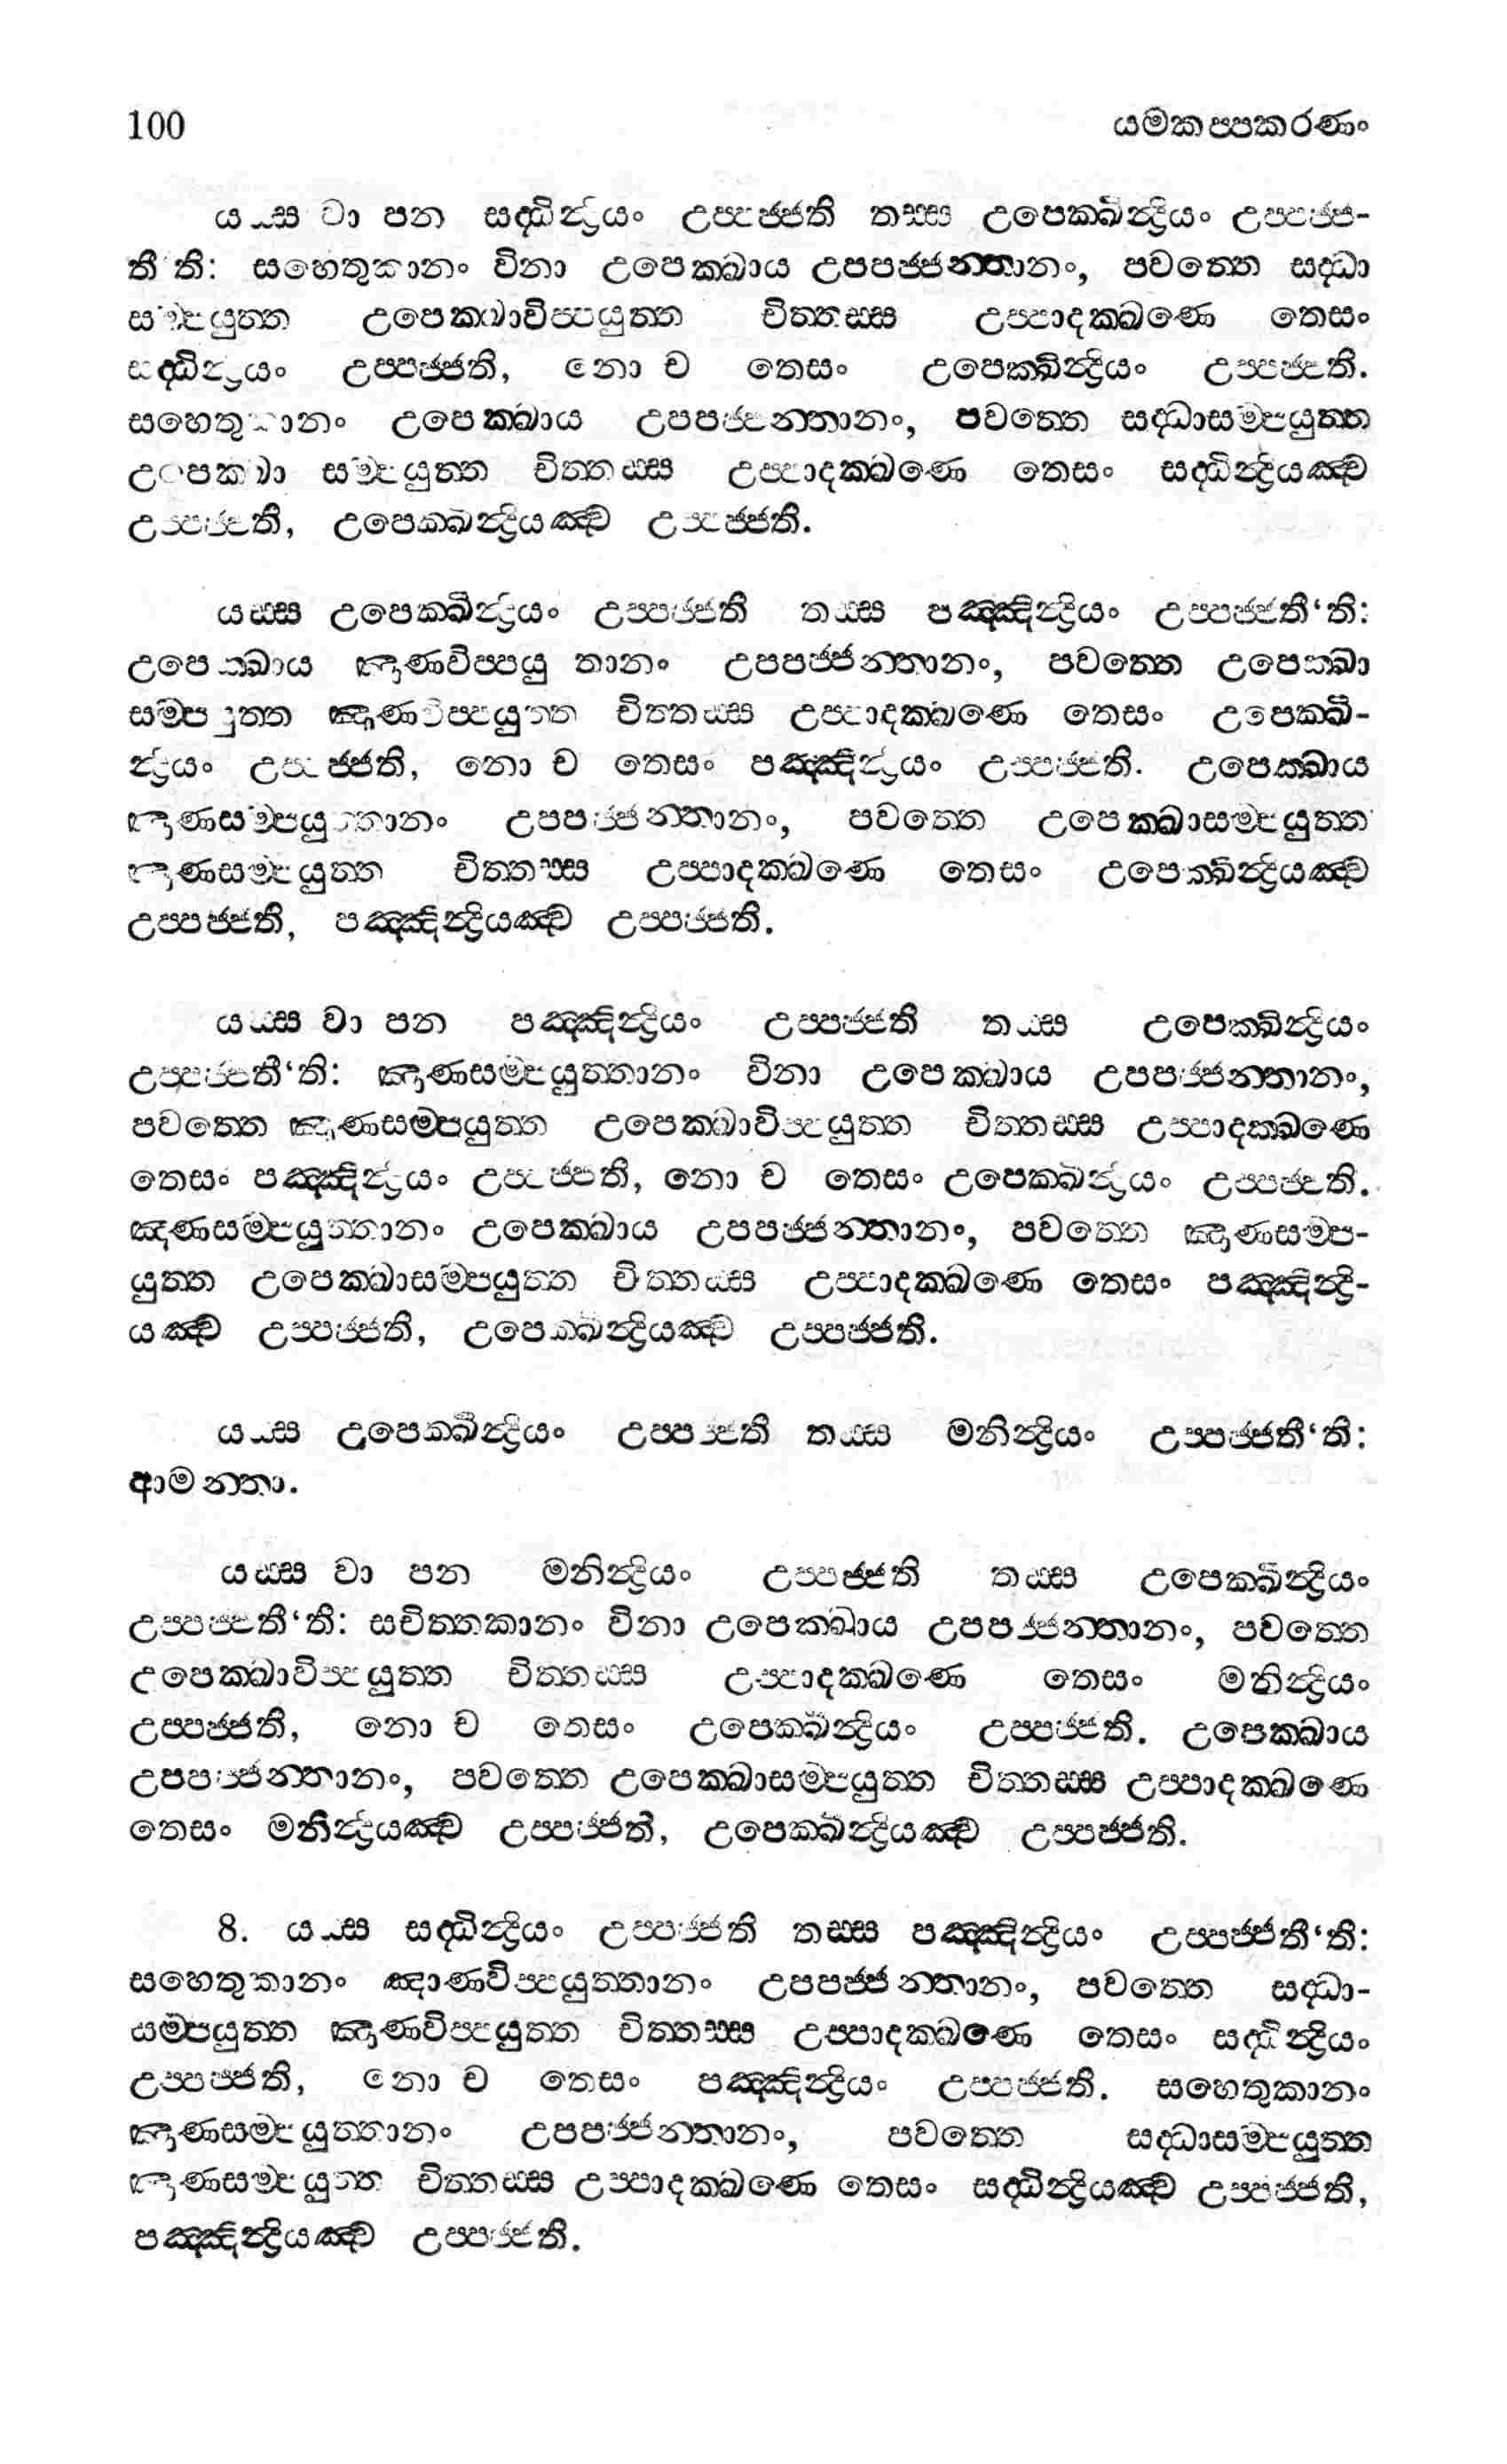 100 යමකප්පකරණං
යස්ස වා පන සද්ධින්ද්‍රියං උප්පජ්ජති තස්ස උපෙක්ඛින්ද්‍රියං උප්පජ්ජ-
තී‘ති: සහෙතුකානං විනා උපෙක්ඛාය උපපජ්ජන්තානං, පවත්තෙ සද්ධා
සම්පයුත්ත උපෙක්ඛාවිප්පයුත්ත චිත්තස්ස උප්පාදක්ඛණෙ තෙසං
සද්ධින්ද්‍රියං උප්පජ්ජති, නො ච තෙසං උපෙක්ඛින්ද්‍රියං උප්පජ්ජති.
සහෙතුකානං උපෙක්ඛාය උපපජ්ජන්තානං, පවත්තෙ සද්ධාසම්පයුත්ත
උපෙක්ඛා සම්පයුත්ත චිත්තස්ස උප්පාදක්ඛණෙ තෙසං සද්ධින්ද්‍රියඤ්ච
උප්පජ්ජති, උපෙක්ඛින්ද්‍රියඤ්ච උප්පජ්ජති.
යස්ස උපෙක්ඛින්ද්‍රියං උප්පජ්ජති තස්ස පඤ්ඤින්ද්‍රියං උප්පජ්ජතී‘ති:
උපෙක්ඛාය ඤාණවිප්පයුත්තානං උපපජ්ජන්තානං, පවත්තෙ උපෙක්ඛා
සම්පයුත්ත ඤාණවිප්පයුත්ත චිත්තස්ස උප්පාදක්ඛණෙ තෙසං උපෙක්ඛි-
න්ද්‍රියං උප්පජ්ජති, නො ච තෙසං පඤ්ඤින්ද්‍රියං උප්පජ්ජති. උපෙක්ඛාය
ඤාණසම්පයුත්තානං උපපජ්ජන්තානං, පවත්තෙ උපෙක්ඛාසම්පයුත්ත
ඤාණසම්පයුත්ත චිත්තස්ස උප්පාදක්ඛණෙ තෙසං උපෙක්ඛින්ද්‍රියඤ්ච
උප්පජ්ජති, පඤ්ඤින්ද්‍රියඤ්ච උප්පජ්ජති.
යස්ස වා පන පඤ්ඤින්ද්‍රියං උප්පජ්ජති තස්ස උපෙක්ඛින්ද්‍රියං
උප්පජ්ජතී‘ති: ඤාණසම්පයුත්තානං විනා උපෙක්ඛාය උපපජ්ජන්තානං,
පවත්තෙ ඤාණසම්පයුත්ත උපෙක්ඛාවිප්පයුත්ත චිත්තස්ස උප්පාදක්ඛණෙ
තෙසං පඤ්ඤින්ද්‍රියං උප්පජ්ජති, නො ච තෙසං උපෙක්ඛින්ද්‍රියං උප්පජ්ජති.
ඤණසම්පයුත්තානං උපෙක්ඛාය උපපජ්ජන්තානං, පවත්තෙ ඤාණසම්ප-
යුත්ත උපෙක්ඛාසම්පයුත්ත චිත්තස්ස උප්පාදක්ඛණෙ තෙසං පඤ්ඤින්ද්‍රි-
යඤ්ච උප්පජ්ජති, උපෙක්ඛින්ද්‍රියඤ්ච උප්පජ්ජති.
යස්ස උපෙක්ඛින්ද්‍රියං උප්පජ්ජති තස්ස මනින්ද්‍රියං උප්පජ්ජතී‘ති:
ආමන්තා.
යස්ස වා පන මනින්ද්‍රියං උප්පජ්ජති තස්ස උපෙක්ඛින්ද්‍රියං
උප්පජ්ජතී‘ති: සචිත්තකානං විනා උපෙක්ඛාය උපපජ්ජන්තානං, පවත්තෙ
උපෙක්ඛාවිප්පයුත්ත චිත්තස්ස උප්පාදක්ඛණෙ තෙසං මනින්ද්‍රියං
උප්පජ්ජති, නො ච තෙසං උපෙක්ඛින්ද්‍රියං උප්පජ්ජති. උපෙක්ඛාය
උපපජ්ජන්තානං, පවත්තෙ උපෙක්ඛාසම්පයුත්ත චිත්තස්ස උප්පාදක්ඛණෙ
තෙසං මනින්ද්‍රියඤ්ච උප්පජ්ජති, උපෙක්ඛින්ද්‍රියඤ්ච උප්පජ්ජති.
8. යස්ස සද්ධින්ද්‍රියං උප්පජ්ජති තස්ස පඤ්ඤින්ද්‍රියං උප්පජ්ජතී‘ති:
සහෙතුකානං ඤාණවිප්පයුත්තානං උපපජ්ජන්තානං, පවත්තෙ සද්ධා-
සම්පයුත්ත ඤාණවිප්පයුත්ත චිත්තස්ස උප්පාදක්ඛණෙ තෙසං සද්ධින්ද්‍රියං
උප්පජ්ජති, නො ච තෙසං පඤ්ඤින්ද්‍රියං උප්පජ්ජති. සහෙතුකානං
ඤාණසම්පයුත්තානං උපපජ්ජන්තානං, පවත්තෙ සද්ධාසම්පයුත්ත
ඤාණසම්පයුත්ත චිත්තස්ස උප්පාදක්ඛණෙ තෙසං සද්ධින්ද්‍රියඤ්ච උප්පජ්ජති,
පඤ්ඤින්ද්‍රියඤ්ච උප්පජ්ජති.